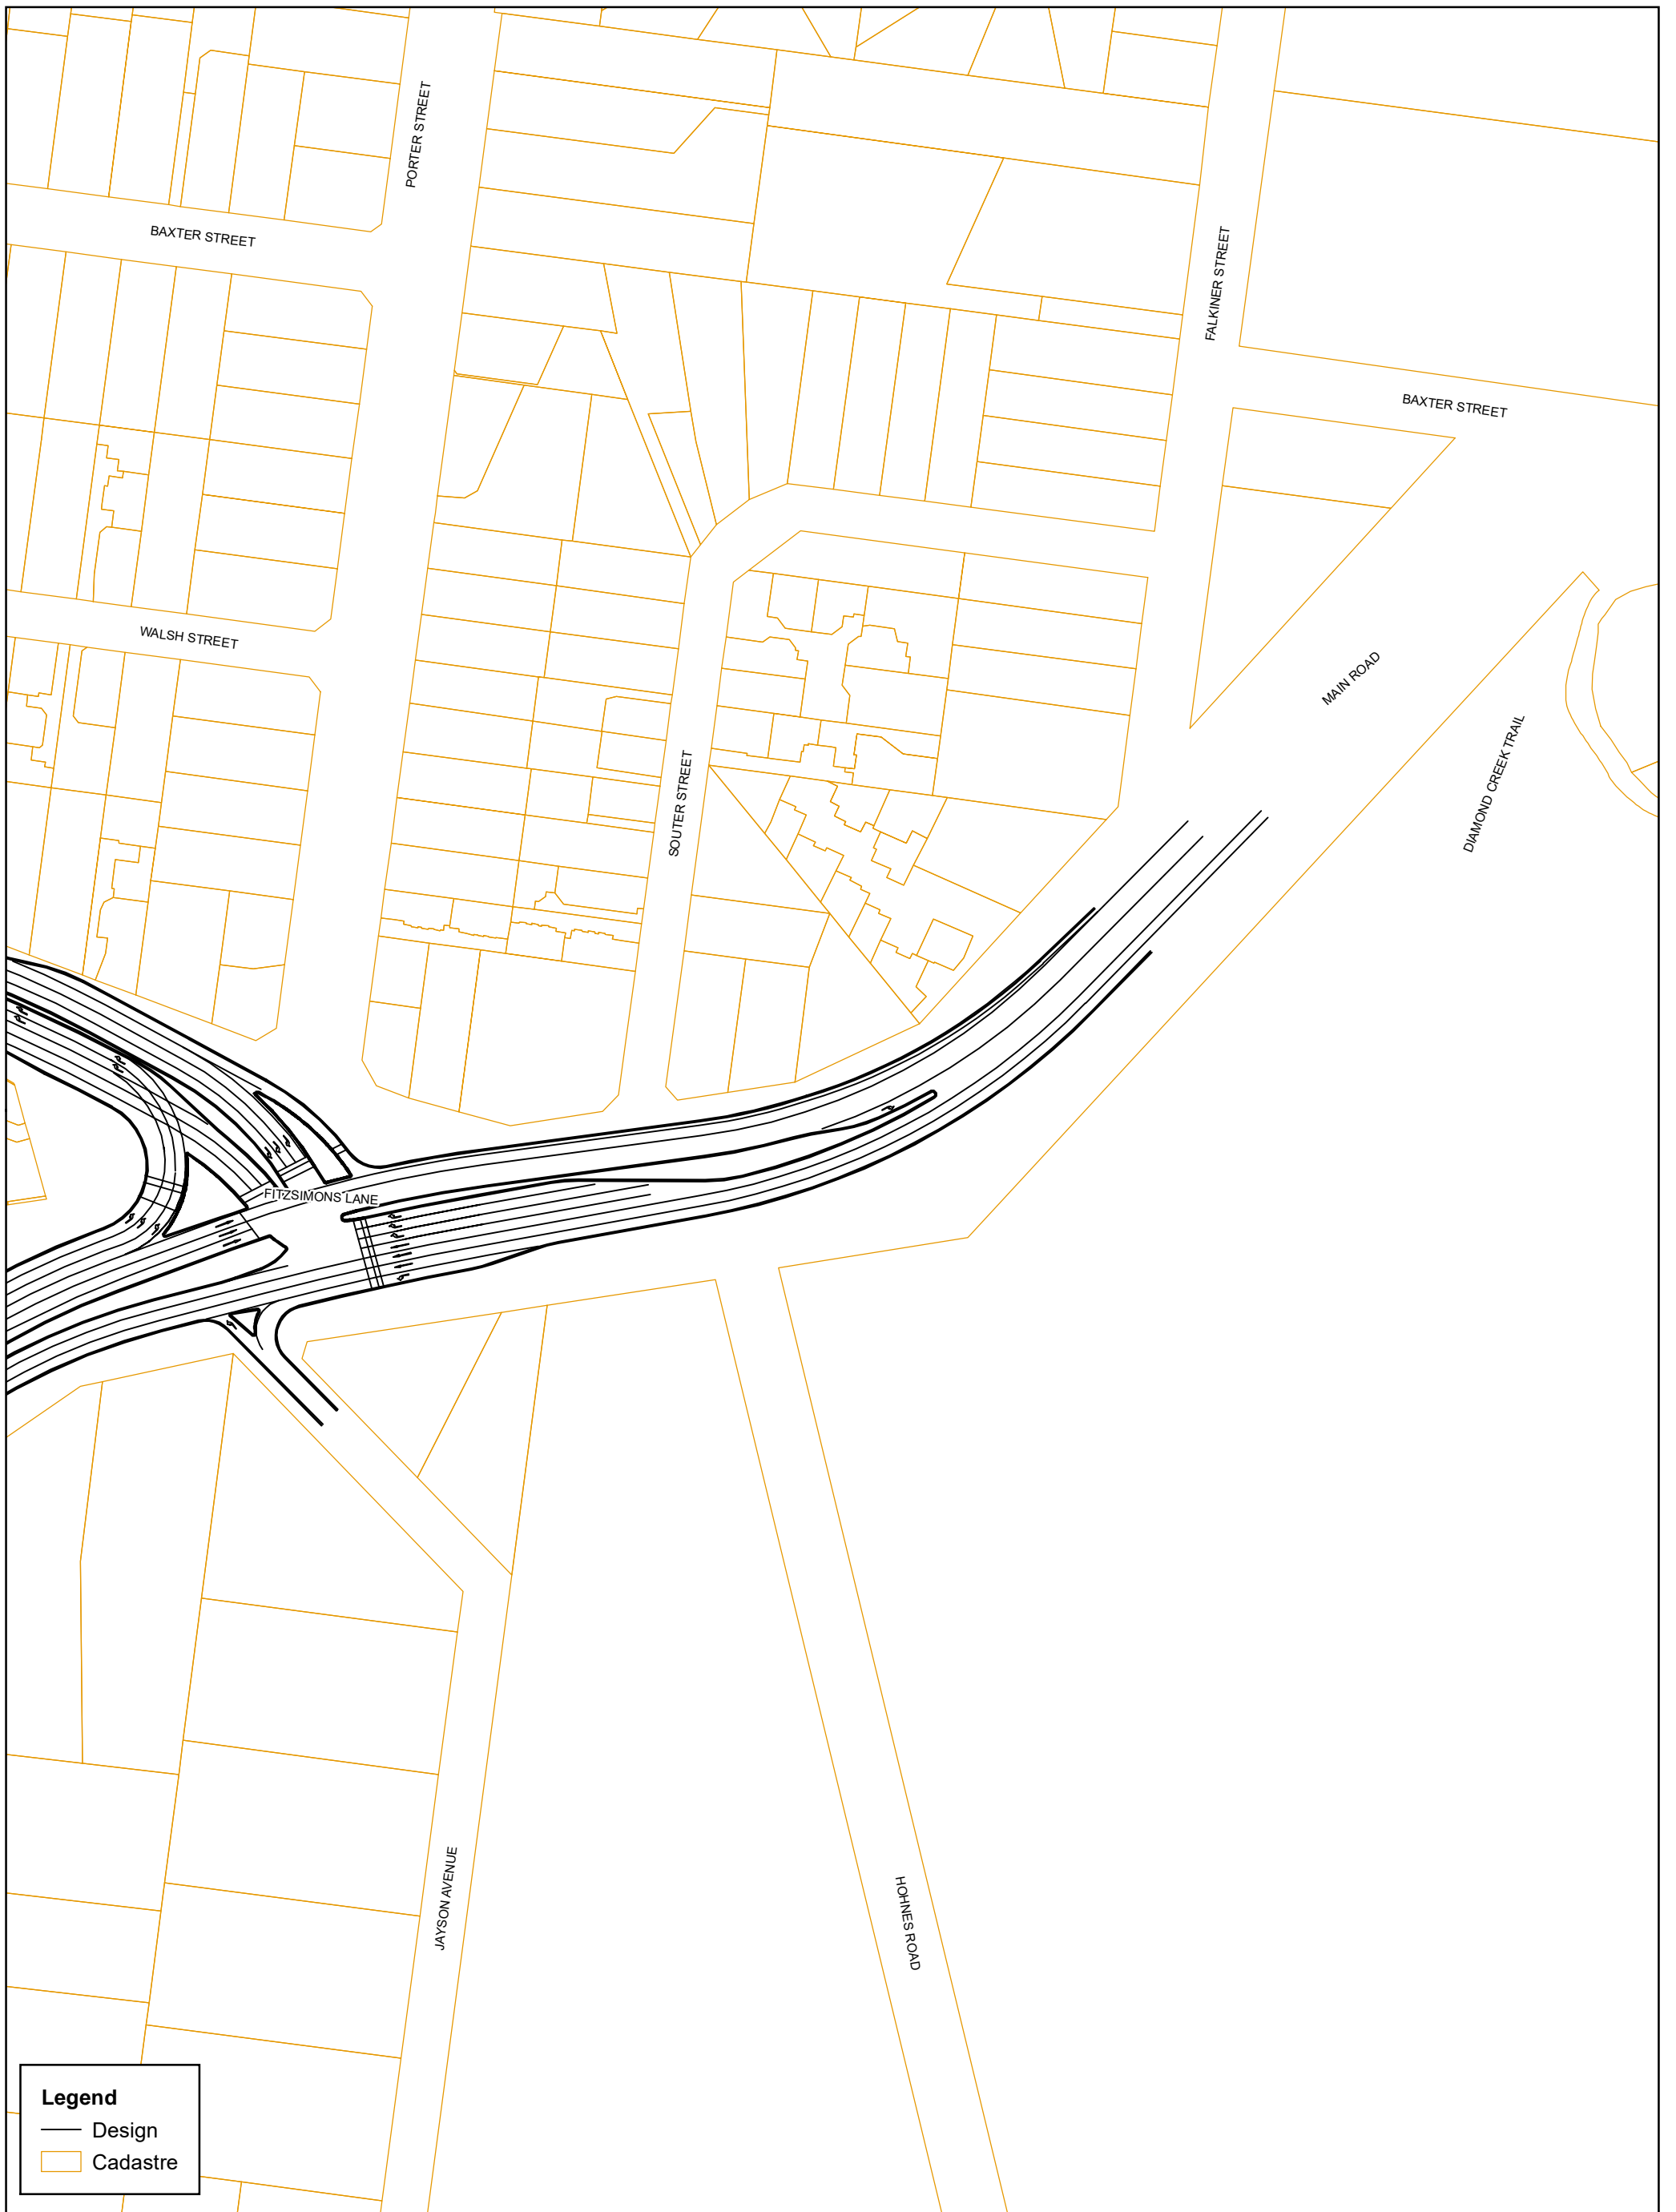 PORTER STREET
BAXTER STREET
FALKINER STREET
BAXTER STREET
WALSH STREET
MAIN ROAD
DIAMOND CREEK TRAIL
SOUTER STREET
FITZSIMONS LANE
JAYSON AVENUE
HOHNES ROAD
Legend
Design
Cadastre